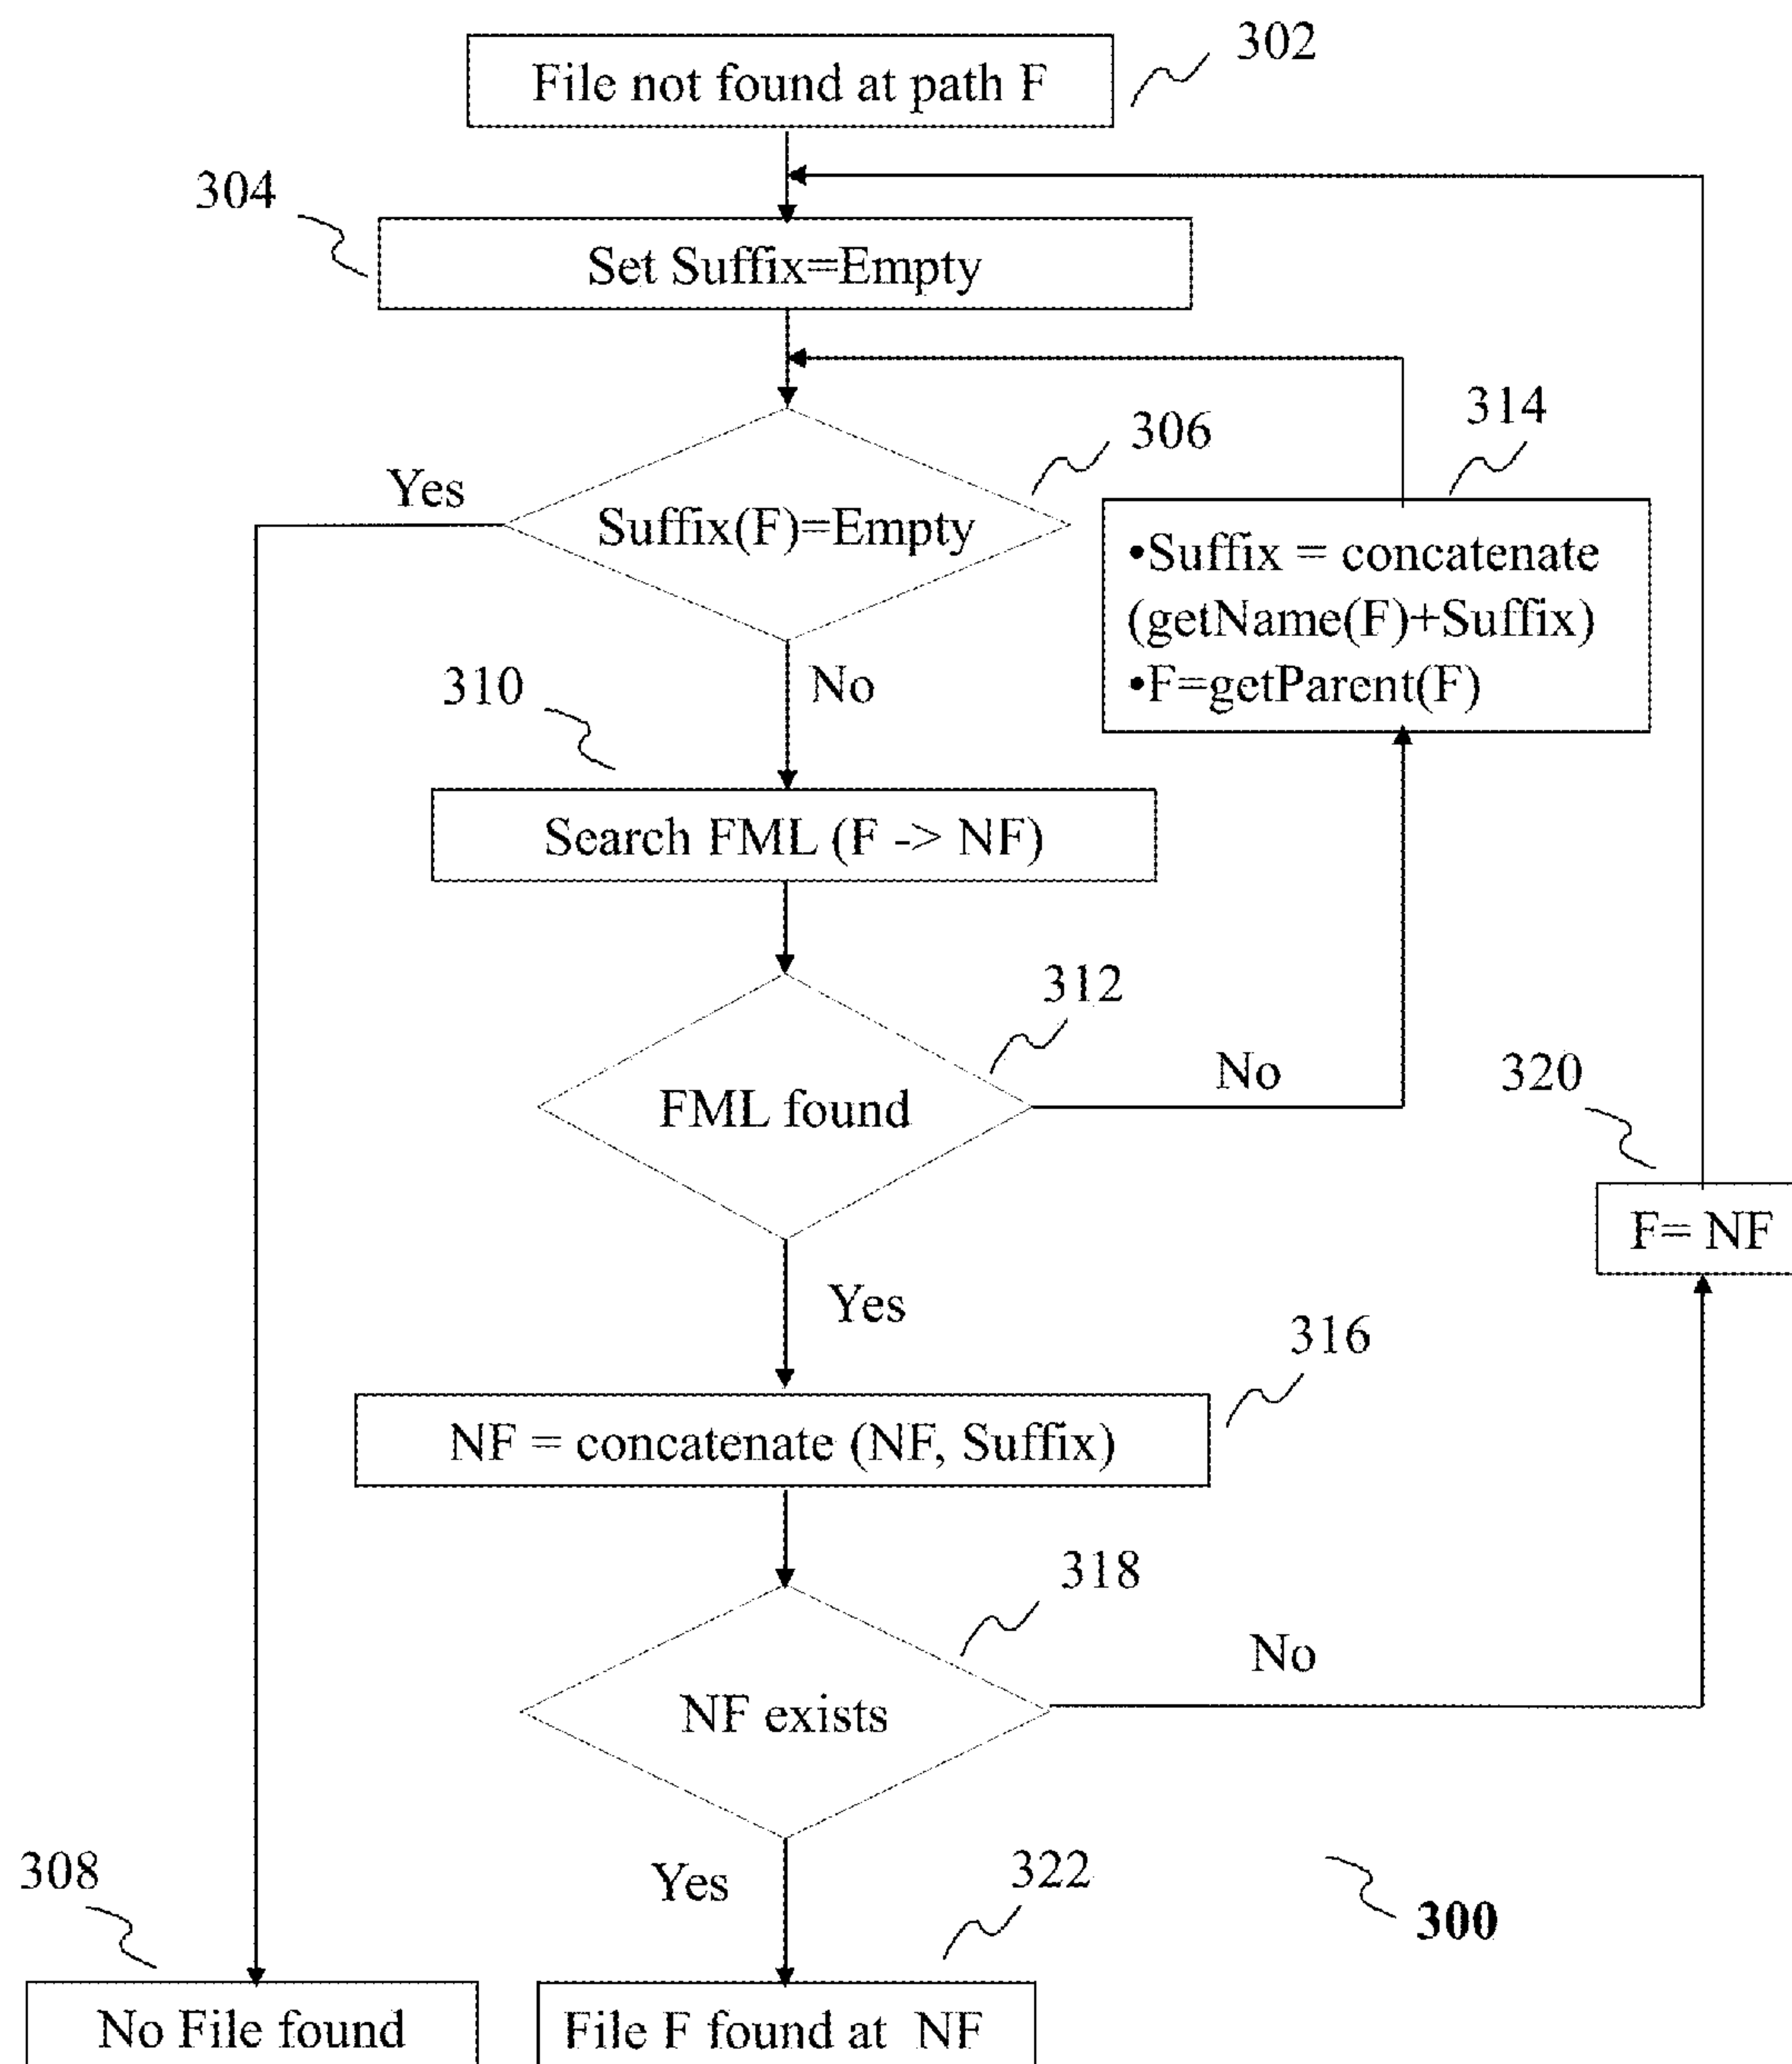 302
File not found at path F
304
Set Suffix=Empty
314
306
Yes
Suffix(F)=Empty
•Suffix = concatenate
(getName(F)+Suffix)
•F=getParent(F)
No
310
Search FML (F -> NF)
312
No
320
FML found
F= NF
Yes
316
NF = concatenate (NF, Suffix)
318
No
NF exists
308
Yes
322
300
No File found
File F found at NF